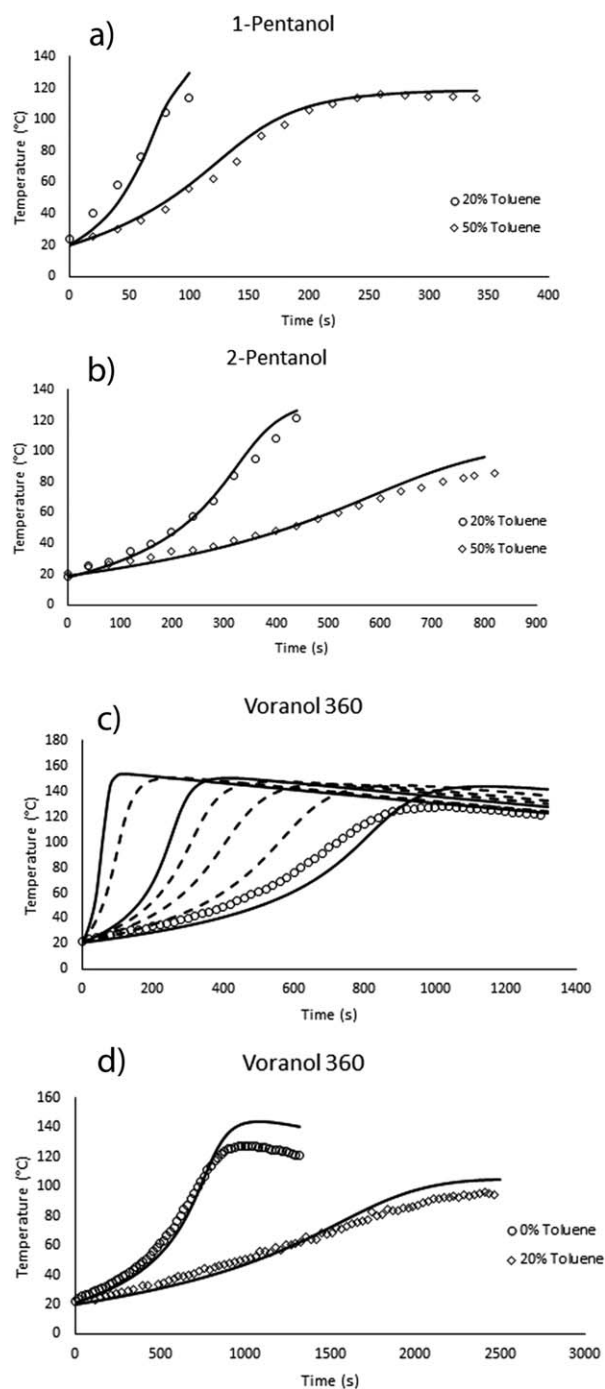 a)
1-Pentanol
Temperature (°C)
140
120
100
80
60
40
20
0
0 50 100 150 200 250 300 350 400
Time (s)
20% Toluene
50% Toluene
b)
2-Pentanol
Temperature (°C)
140
120
100
80
60
40
20
0
0 100 200 300 400 500 600 700 800 900
Time (s)
20% Toluene
50% Toluene
c)
Voranol 360
Temperature (°C)
180
160
140
120
100
80
60
40
20
0
0 200 400 600 800 1000 1200 1400
Time (s)
d)
Voranol 360
Temperature (°C)
160
140
120
100
80
60
40
20
0
0 500 1000 1500 2000 2500 3000
Time (s)
0% Toluene
20% Toluene